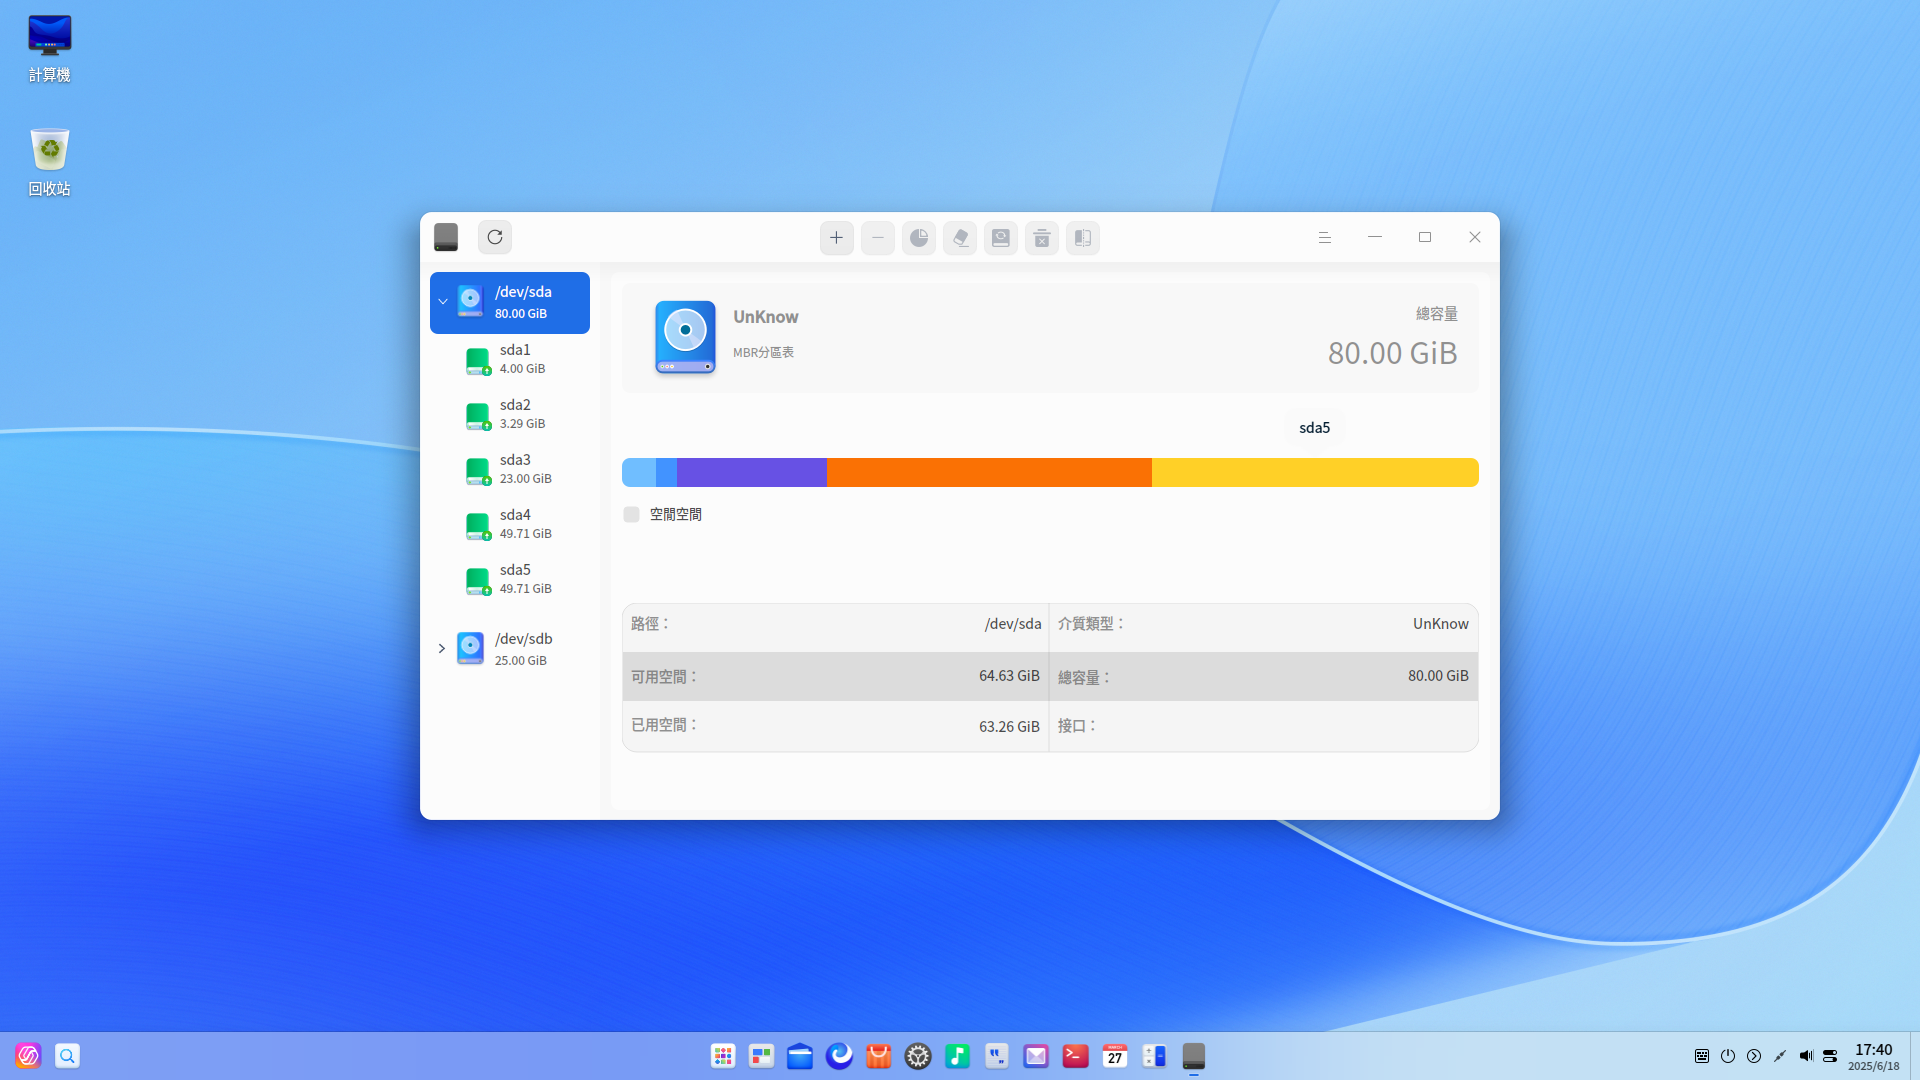 計算機
回收站
/dev/sda
80.00 GiB
sda1
4.00 GiB
sda2
3.29 GiB
sda3
23.00 GiB
sda4
49.71 GiB
sda5
49.71 GiB
/dev/sdb
25.00 GiB
UnKnow
MBR分區表
總容量
80.00 GiB
sda5
空閒空間
路徑：
/dev/sda
介質類型：
UnKnow
可用空間：
64.63 GiB
總容量：
80.00 GiB
已用空間：
63.26 GiB
接口：
MARCH
27
17:40
2025/6/18